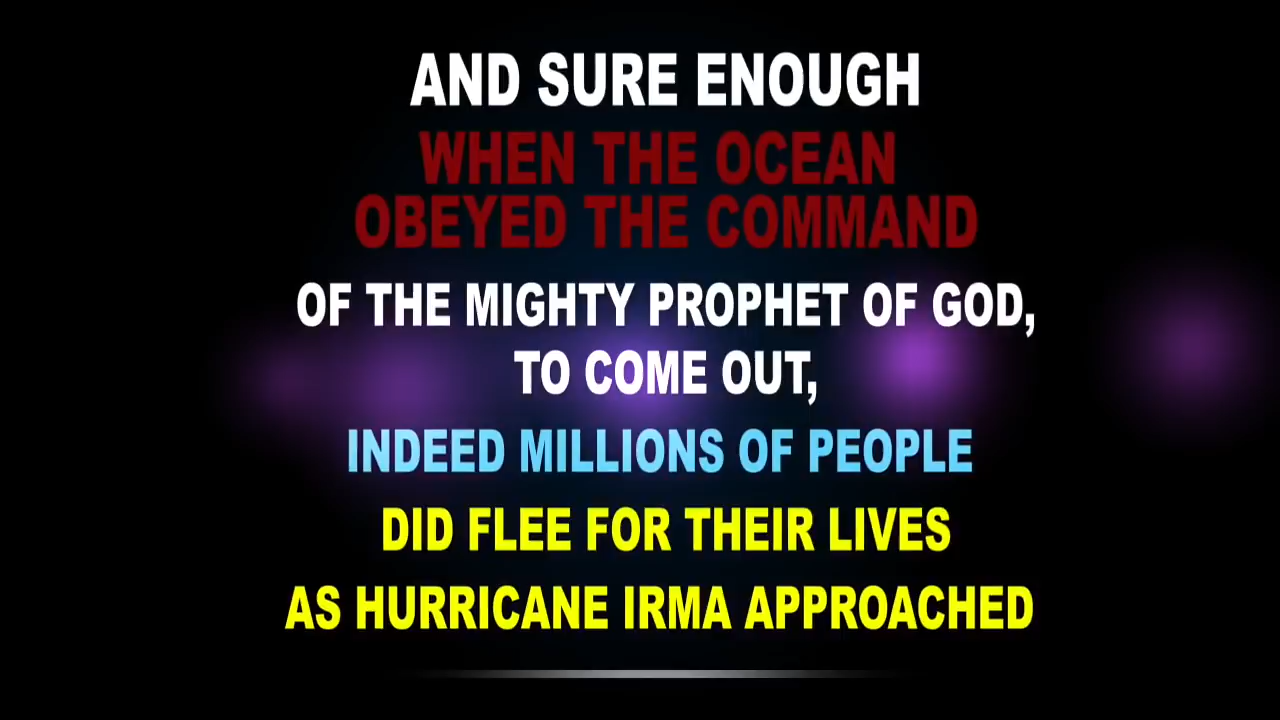 AND SURE ENOUGH
WHEN THE OCEAN
OBEYED THE COMMAND
OF THE MIGHTY PROPHET OF GOD,
TO COME OUT,
INDEED MILLIONS OF PEOPLE
DID FLEE FOR THEIR LIVES
AS HURRICANE IRMA APPROACHED